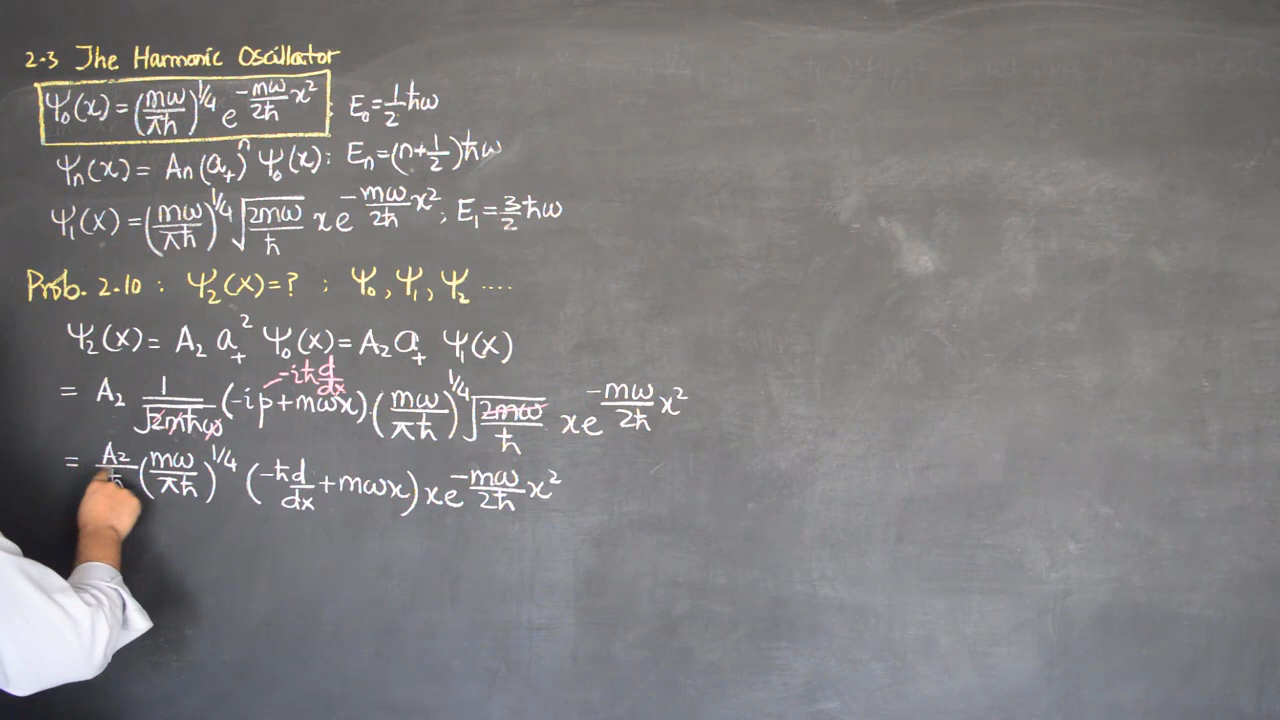 2-3 The Harmonic Oscillator
Ψ₀(x) = (mω/πħ)^1/4 e^(-mω/2ħ x²) ; E₀ = 1/2 ħω
Ψn(x) = An (a₊)ⁿ Ψ₀(x) : En = (n + 1/2) ħω
Ψ₁(x) = (mω/πħ)^1/4 √(2mω/ħ) x e^(-mω/2ħ x²) ; E₁ = 3/2 ħω
Prob. 2-10 : Ψ₂(x) = ? ; Ψ₀, Ψ₁, Ψ₂ ....
Ψ₂(x) = A₂ a₊² Ψ₀(x) = A₂ a₊ Ψ₁(x)
-iħ d/dx
= A₂ 1/√(2mħω) (-ip + mωx) . (mω/πħ)^1/4 √(2mω/ħ) x e^(-mω/2ħ x²)
= A₂/ħ (mω/πħ)^1/4 (-ħ d/dx + mωx) x e^(-mω/2ħ x²)